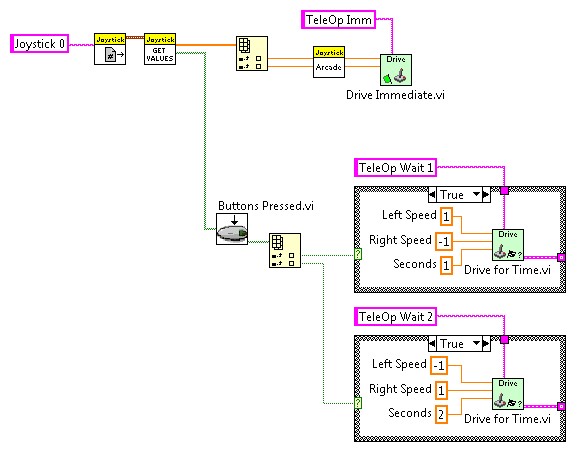 TeleOp Imm
Joystick 0
Joystick
#
Joystick
GET
VALUES
Joystick
Arcade
Drive
Drive Immediate.vi
TeleOp Wait 1
True
Buttons Pressed.vi
Left Speed 1
Right Speed -1
Seconds 1
Drive
?
Drive for Time.vi
?
TeleOp Wait 2
True
Left Speed -1
Right Speed 1
Seconds 2
Drive
?
Drive for Time.vi
?